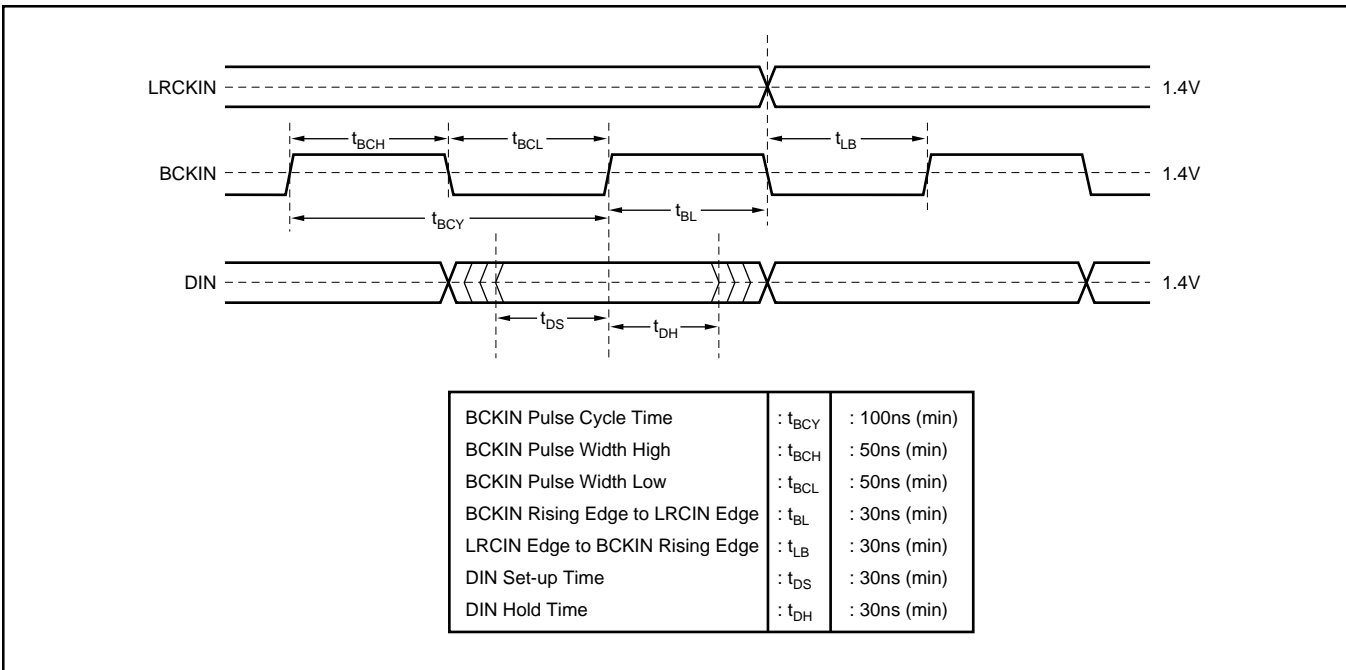 LRCKIN
1.4V
tBCH
tBCL
tLB
BCKIN
1.4V
tBCY
tBL
DIN
1.4V
tDS
tDH
BCKIN Pulse Cycle Time : tBCY : 100ns (min)
BCKIN Pulse Width High : tBCH : 50ns (min)
BCKIN Pulse Width Low : tBCL : 50ns (min)
BCKIN Rising Edge to LRCIN Edge : tBL : 30ns (min)
LRCIN Edge to BCKIN Rising Edge : tLB : 30ns (min)
DIN Set-up Time : tDS : 30ns (min)
DIN Hold Time : tDH : 30ns (min)